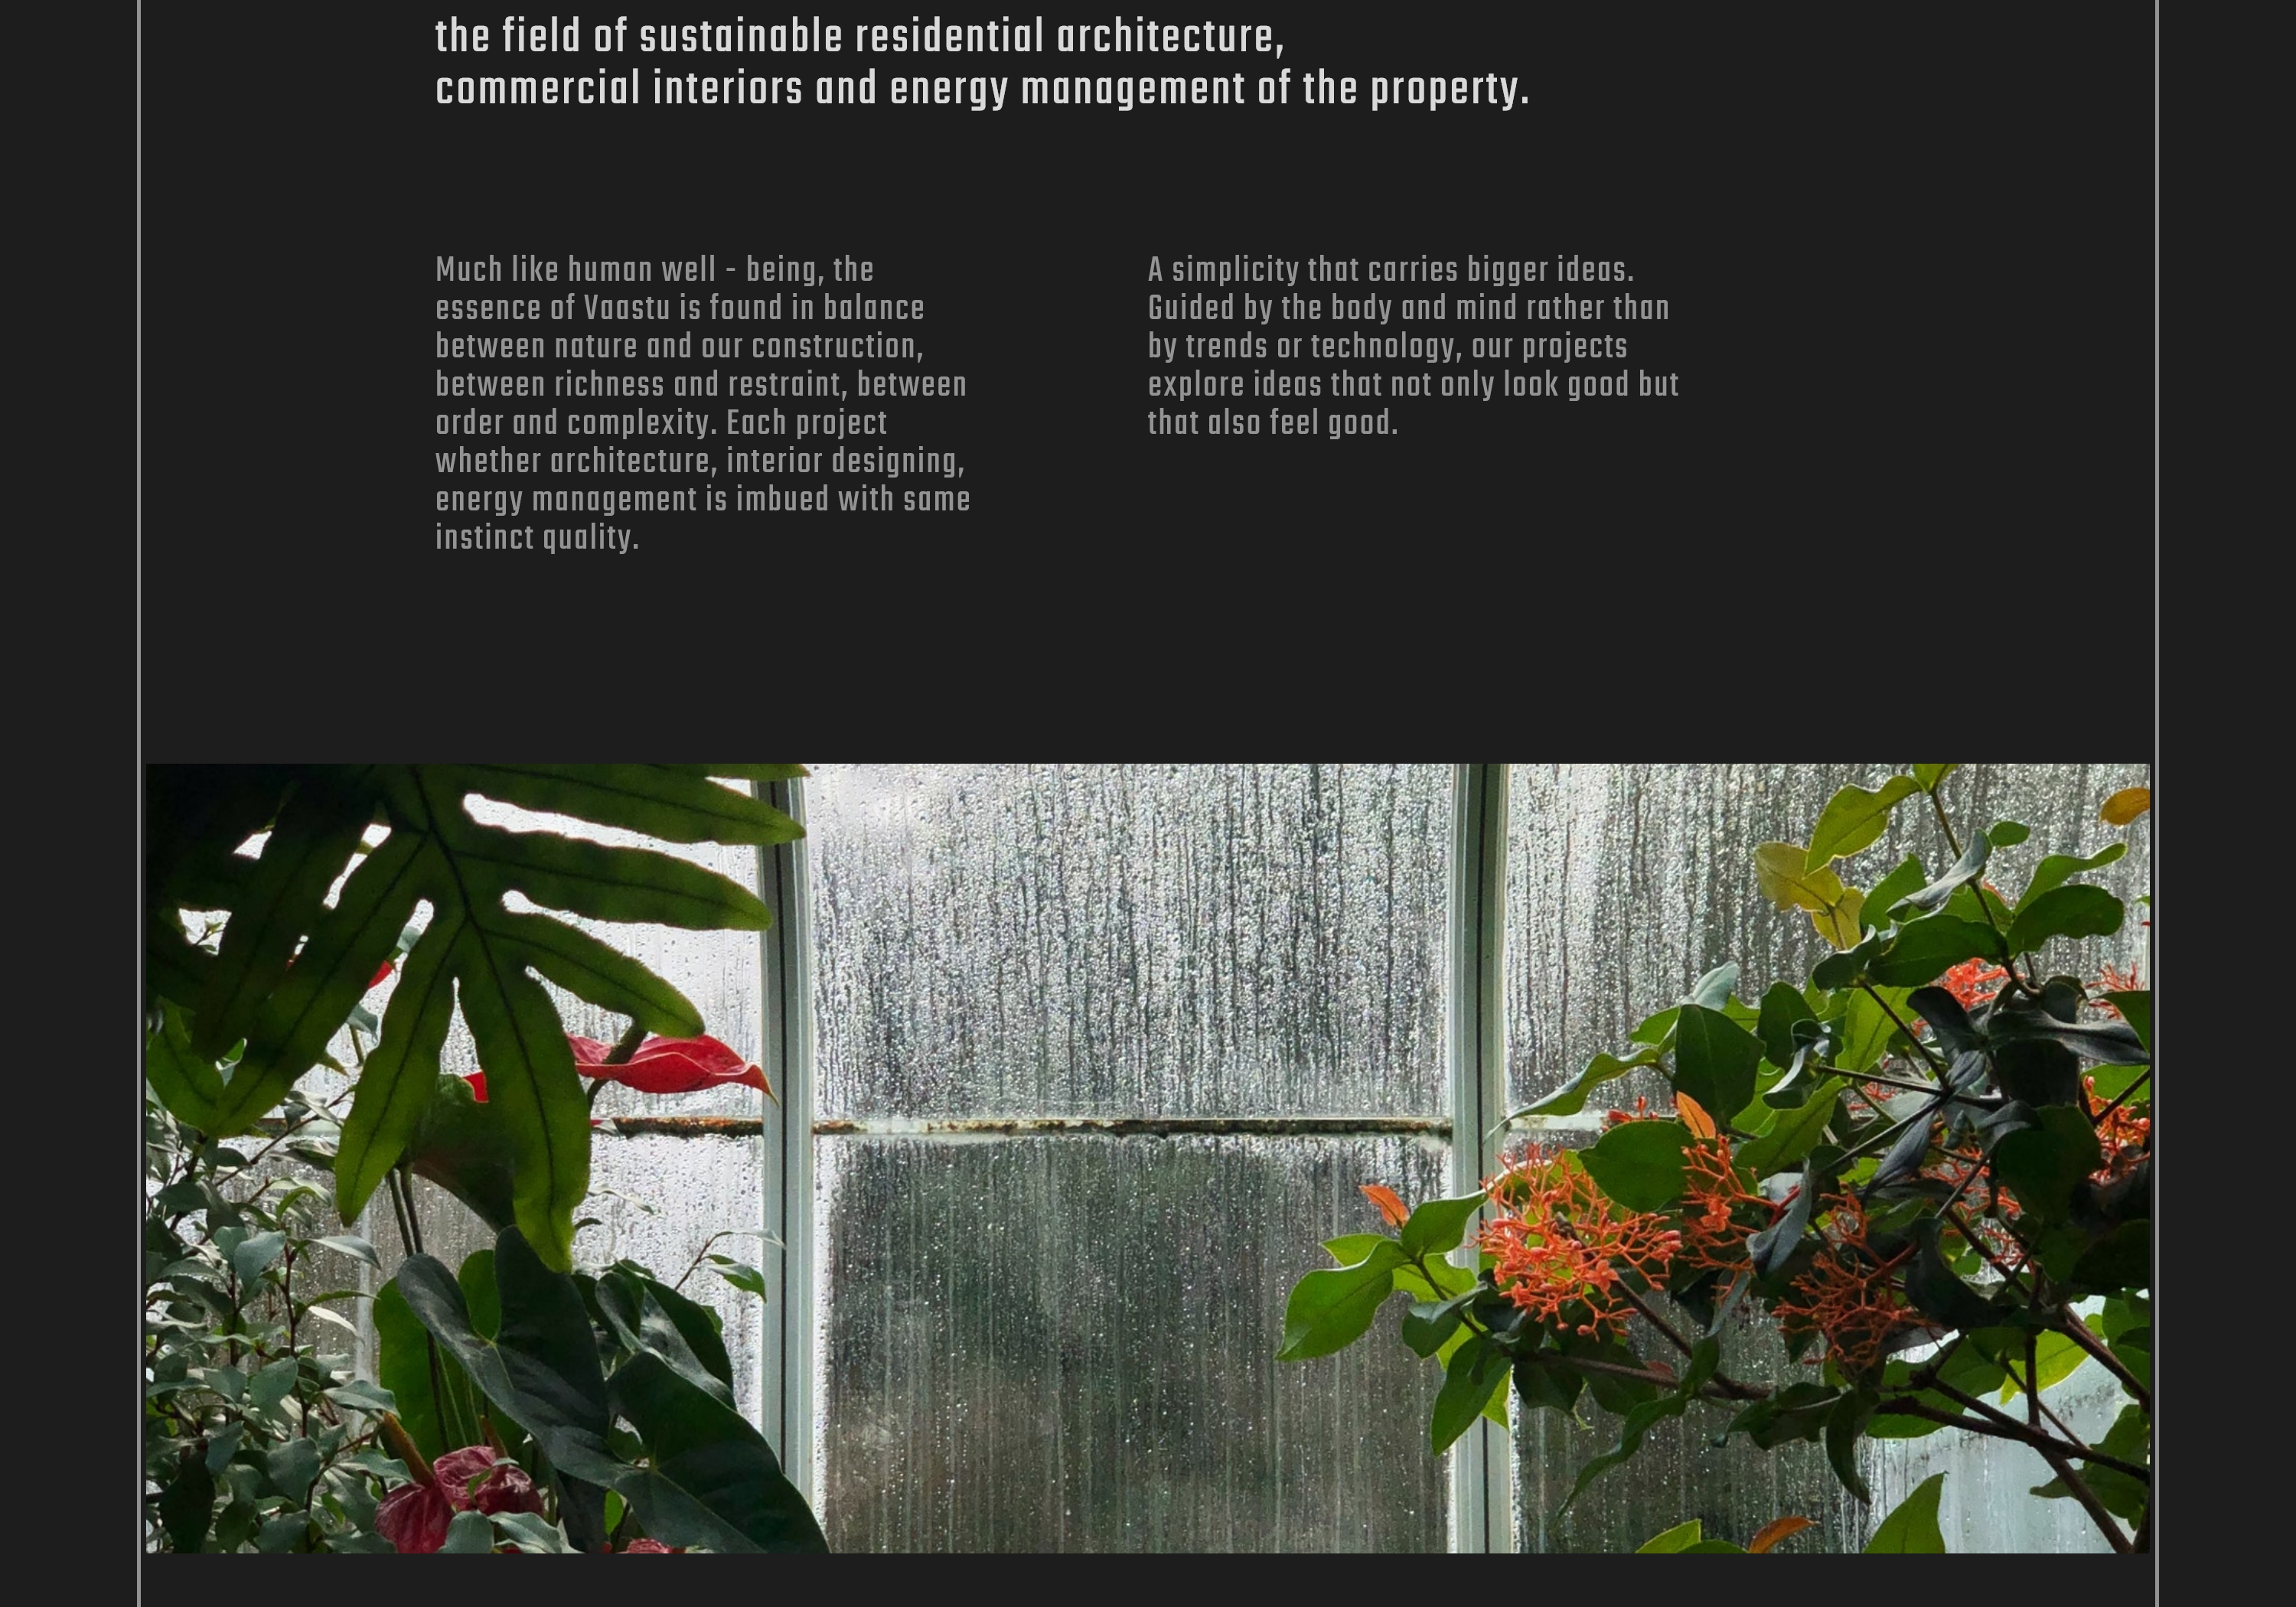 the field of sustainable residential architecture,
commercial interiors and energy management of the property.
Much like human well - being, the
essence of Vaastu is found in balance
between nature and our construction,
between richness and restraint, between
order and complexity. Each project
whether architecture, interior designing,
energy management is imbued with same
instinct quality.
A simplicity that carries bigger ideas.
Guided by the body and mind rather than
by trends or technology, our projects
explore ideas that not only look good but
that also feel good.